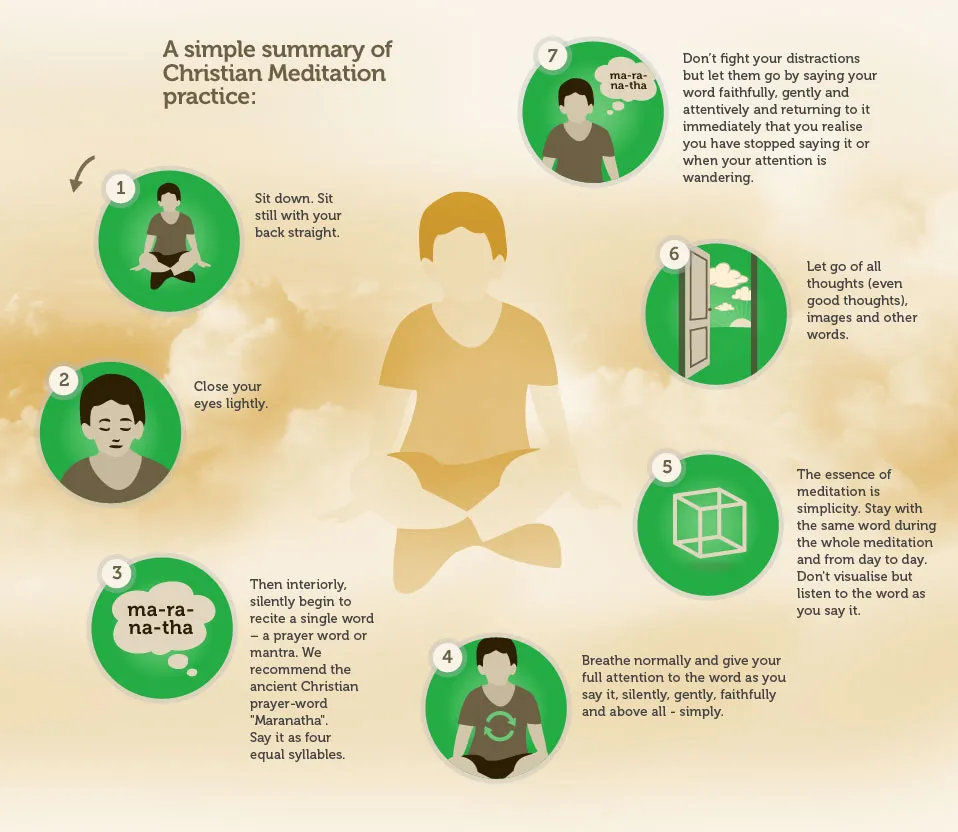 A simple summary of
Christian Meditation
practice:
1
Sit down. Sit
still with your
back straight.
2
Close your
eyes lightly.
3
ma-ra-
na-tha
Then interiorly,
silently begin to
recite a single word
– a prayer word or
mantra. We
recommend the
ancient Christian
prayer-word
"Maranatha".
Say it as four
equal syllables.
4
Breathe normally and give your
full attention to the word as you
say it, silently, gently, faithfully
and above all - simply.
5
The essence of
meditation is
simplicity. Stay with
the same word during
the whole meditation
and from day to day.
Don't visualise but
listen to the word as
you say it.
6
Let go of all
thoughts (even
good thoughts),
images and other
words.
7
ma-ra-
na-tha
Don’t fight your distractions
but let them go by saying your
word faithfully, gently and
attentively and returning to it
immediately that you realise
you have stopped saying it or
when your attention is
wandering.